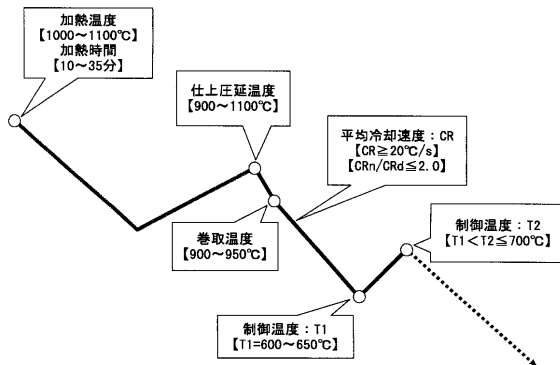 加熱温度
【1000～1100℃】
加熱時間
【10～35分】
仕上圧延温度
【900～1100℃】
平均冷却速度：CR
【CR≧20℃/s】
【CRn/CRd≦2.0】
巻取温度
【900～950℃】
制御温度：T2
【T1＜T2≦700℃】
制御温度：T1
【T1=600～650℃】